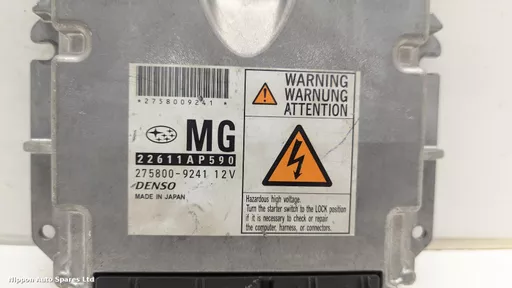 *2758009241*
MG
22611AP590
275800-9241 12V
DENSO
MADE IN JAPAN
WARNING
WARNUNG
ATTENTION
Hazardous high voltage.
Turn the starter switch to the LOCK position
if it is necessary to check or repair
the computer, harness, or connectors.
Nippon Auto Spares Ltd